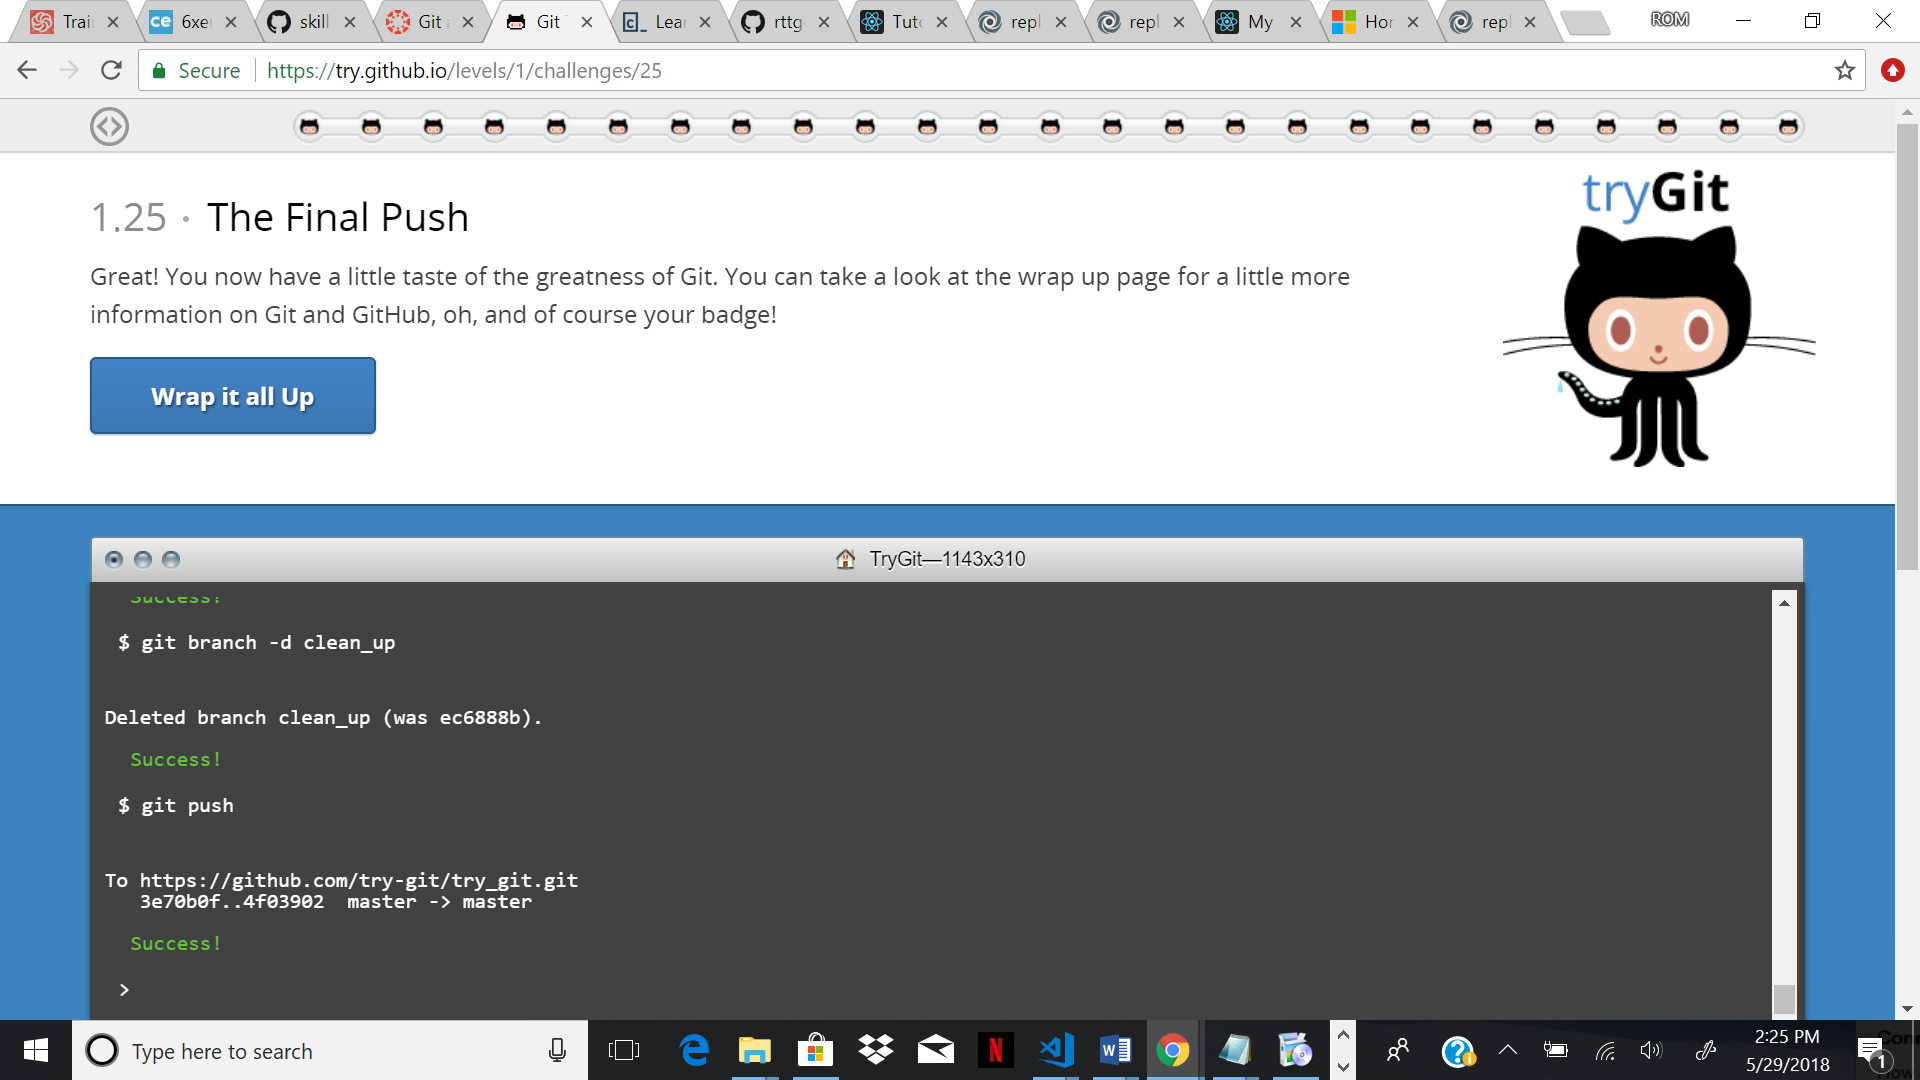 Trai
6xe
skill
Git
Git
Lea
rttg
Tuto
repl
repl
My
Hor
repl
ROM
Secure
https://try.github.io/levels/1/challenges/25
tryGit
1.25 · The Final Push
Great! You now have a little taste of the greatness of Git. You can take a look at the wrap up page for a little more
information on Git and GitHub, oh, and of course your badge!
Wrap it all Up
TryGit—1143x310
Success!
$ git branch -d clean_up
Deleted branch clean_up (was ec6888b).
Success!
$ git push
To https://github.com/try-git/try_git.git
3e70b0f..4f03902 master -> master
Success!
>
Type here to search
2:25 PM
5/29/2018
1